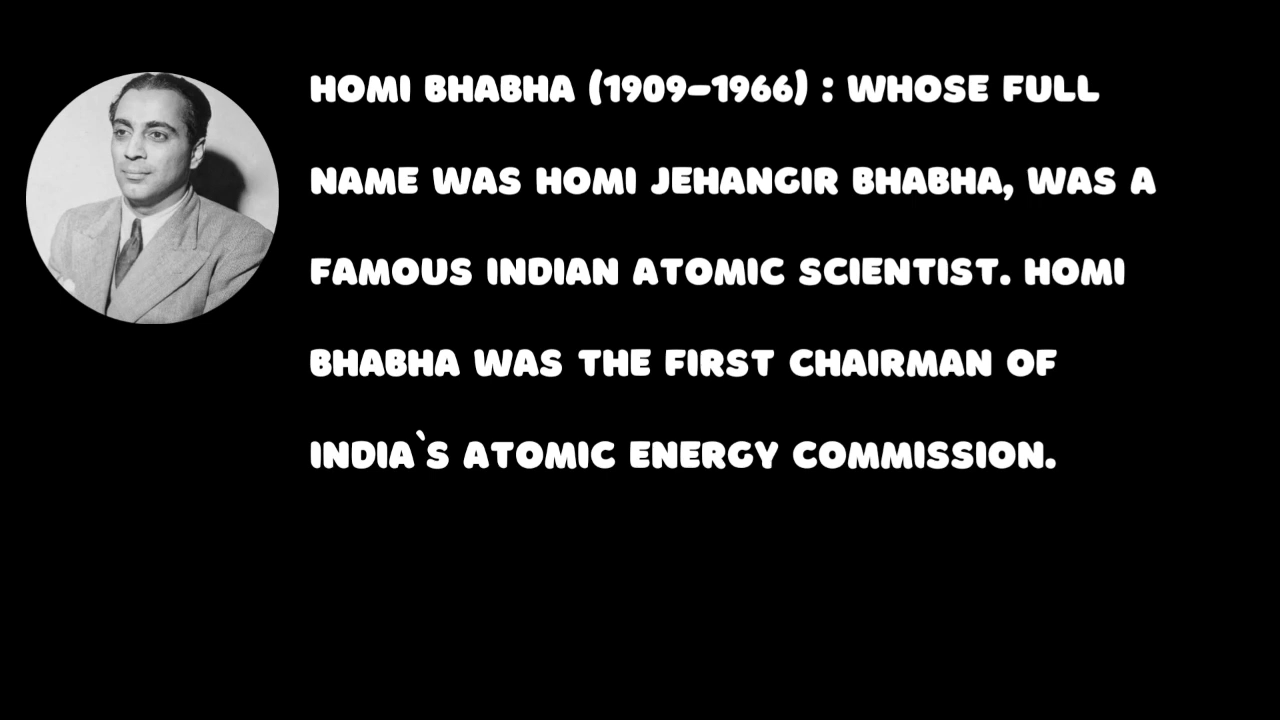 HOMI BHABHA (1909-1966) : WHOSE FULL
NAME WAS HOMI JEHANGIR BHABHA, WAS A
FAMOUS INDIAN ATOMIC SCIENTIST. HOMI
BHABHA WAS THE FIRST CHAIRMAN OF
INDIA`S ATOMIC ENERGY COMMISSION.